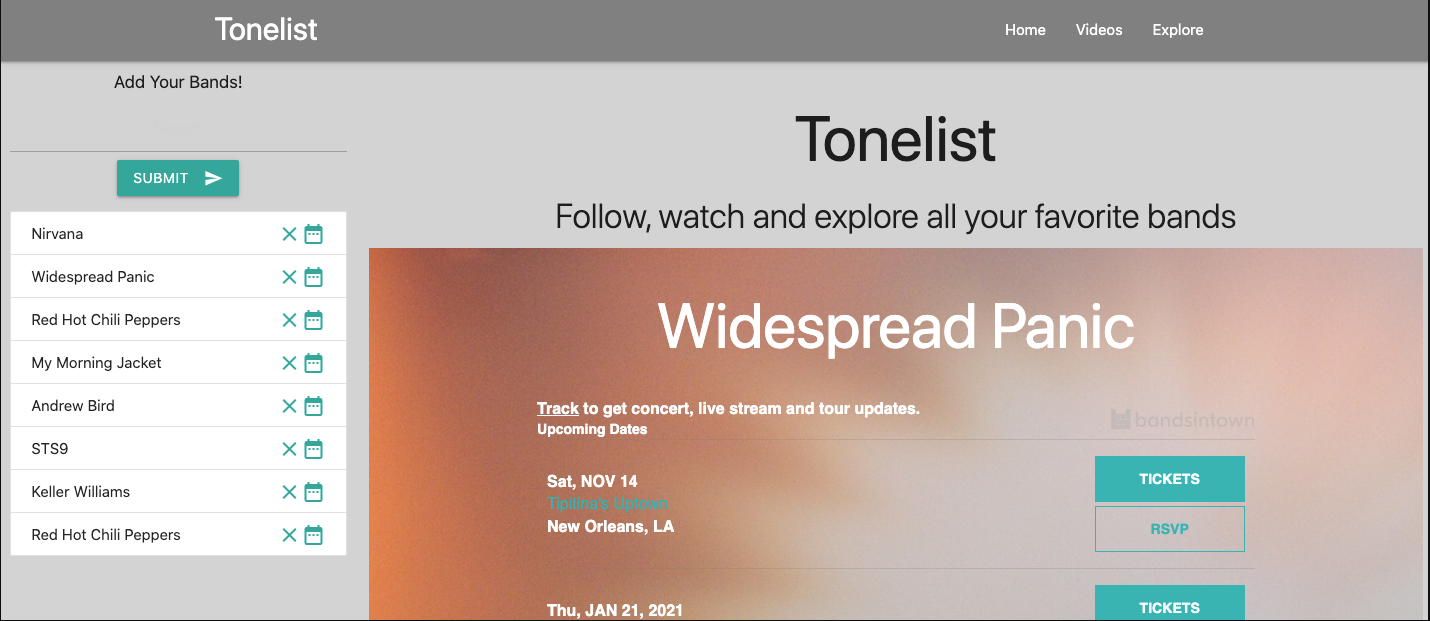 Tonelist
Home Videos Explore
Add Your Bands!
SUBMIT
Nirvana
Widespread Panic
Red Hot Chili Peppers
My Morning Jacket
Andrew Bird
STS9
Keller Williams
Red Hot Chili Peppers
Tonelist
Follow, watch and explore all your favorite bands
Widespread Panic
Track to get concert, live stream and tour updates.
bandsintown
Upcoming Dates
Sat, NOV 14
Tipitina's Uptown
New Orleans, LA
TICKETS
RSVP
Thu, JAN 21, 2021
TICKETS